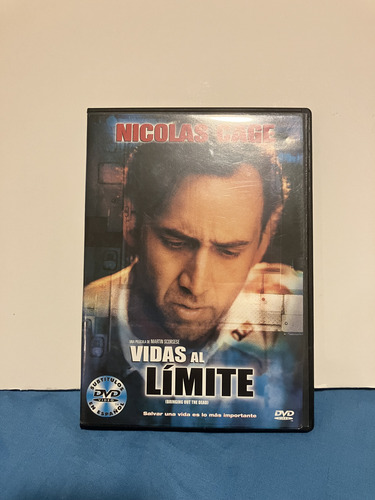 NICOLAS CAGE
UNA PELICULA DE MARTIN SCORSESE
VIDAS AL
LÍMITE
(BRINGING OUT THE DEAD)
Salvar una vida es lo más importante
SUBTITULOS
DVD
VIDEO
EN ESPAÑOL
DVD
VIDEO